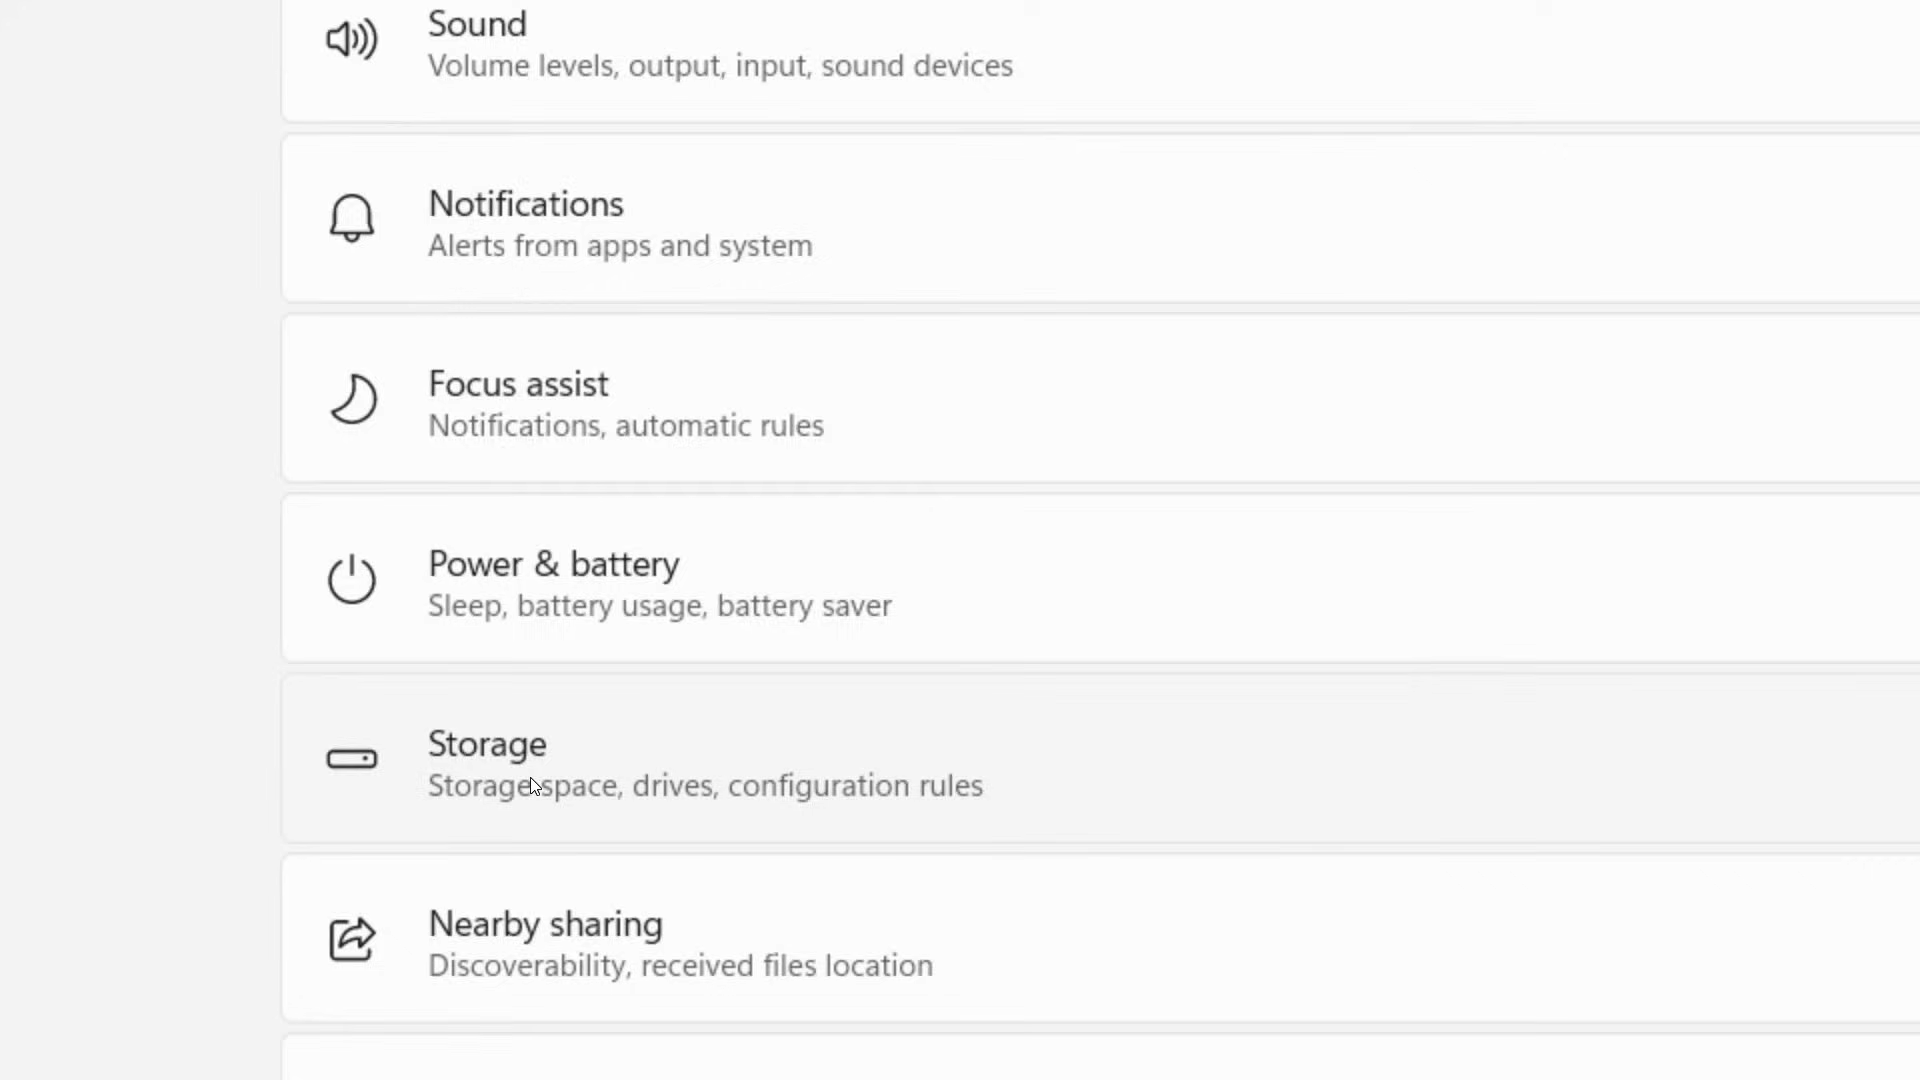 Sound
Volume levels, output, input, sound devices
Notifications
Alerts from apps and system
Focus assist
Notifications, automatic rules
Power & battery
Sleep, battery usage, battery saver
Storage
Storage space, drives, configuration rules
Nearby sharing
Discoverability, received files location